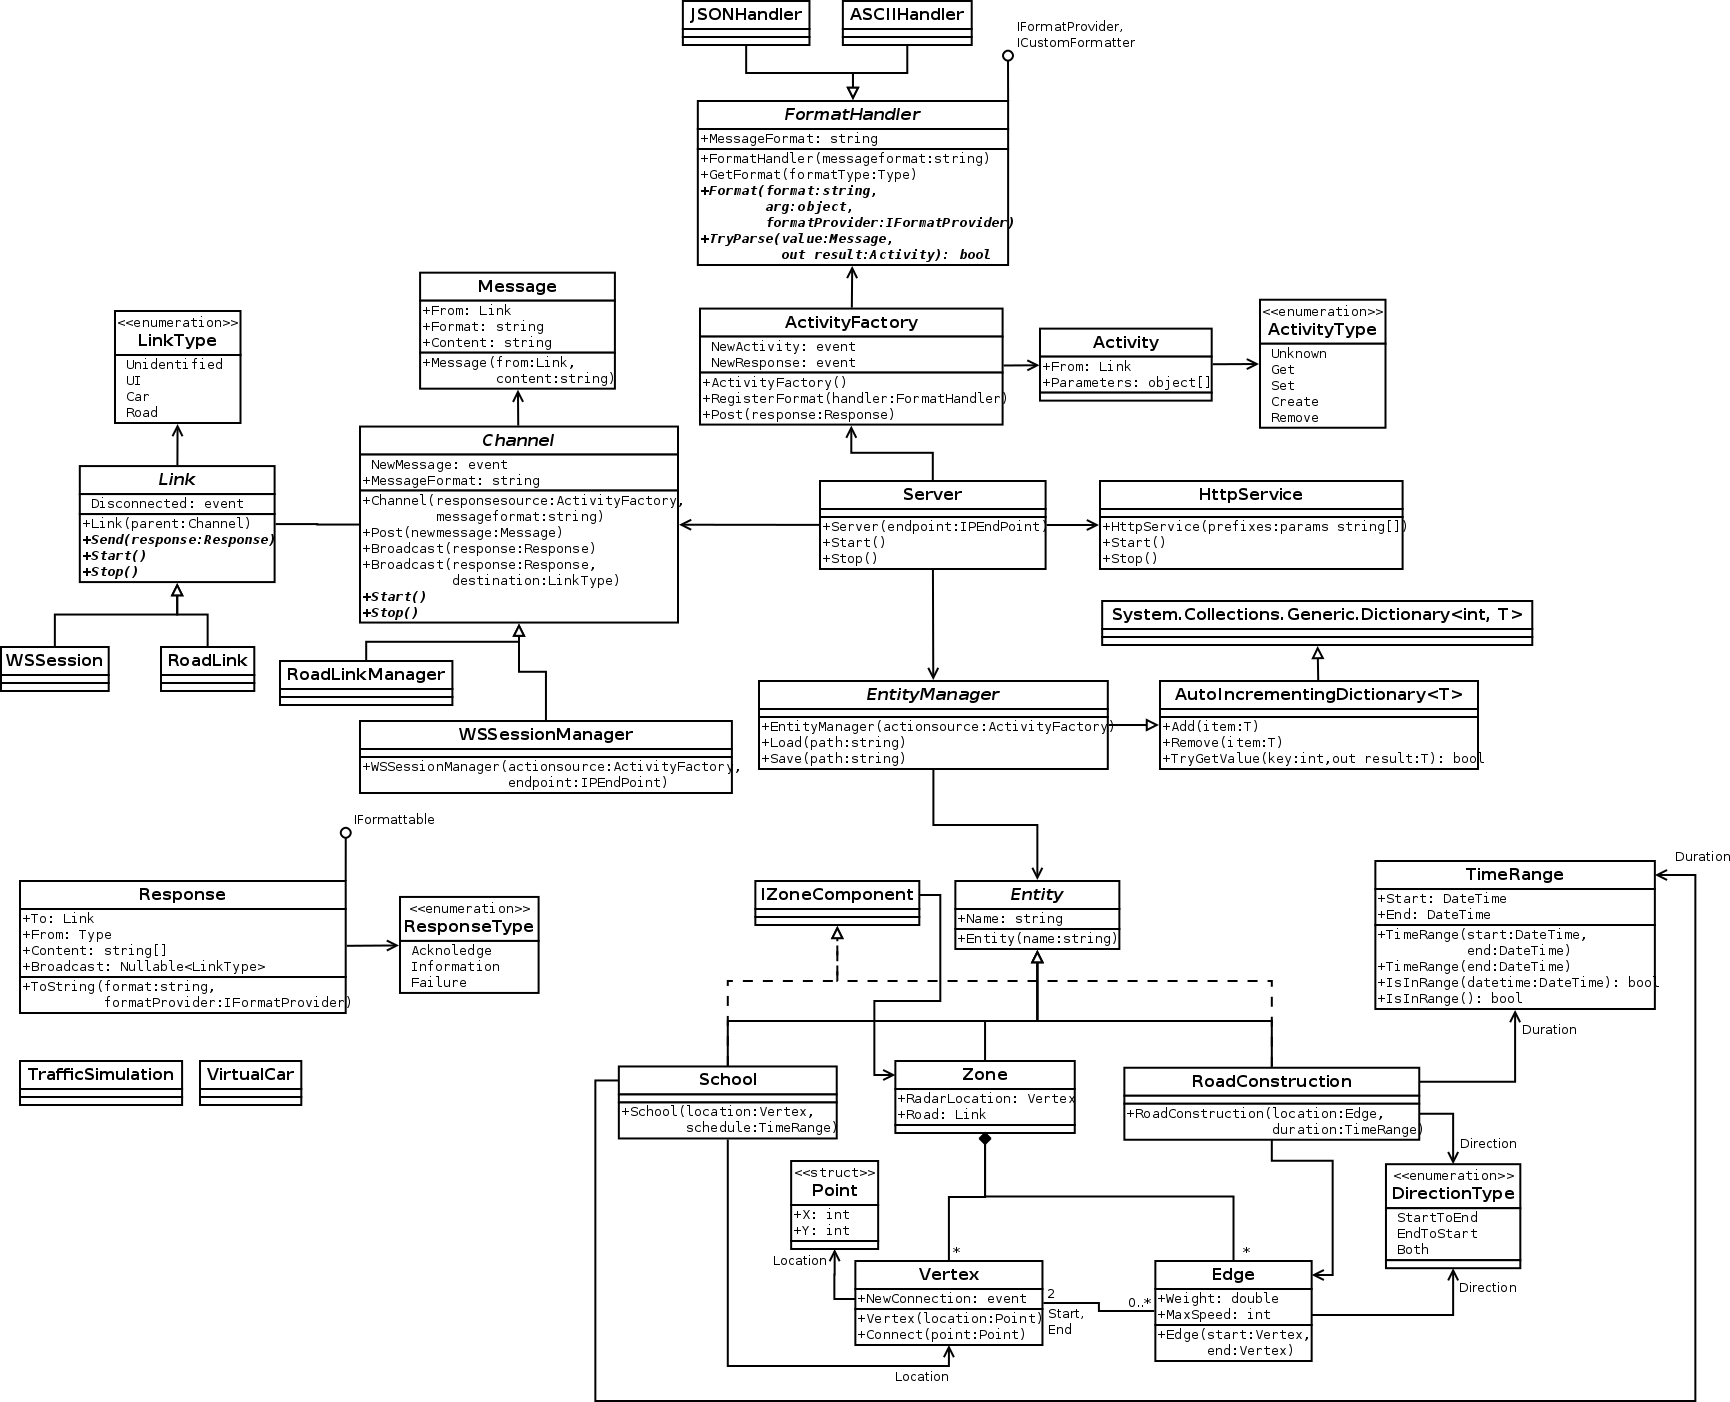 JSONHandler
ASCIIHandler
IFormatProvider,
ICustomFormatter
FormatHandler
+MessageFormat: string
+FormatHandler(messageformat:string)
+GetFormat(formatType:Type)
+Format(format:string,
arg:object,
formatProvider:IFormatProvider)
+TryParse(value:Message,
out result:Activity): bool
Message
+From: Link
+Format: string
+Content: string
+Message(from:Link,
content:string)
<<enumeration>>
LinkType
Unidentified
UI
Car
Road
ActivityFactory
NewActivity: event
NewResponse: event
+ActivityFactory()
+RegisterFormat(handler:FormatHandler)
+Post(response:Response)
Activity
+From: Link
+Parameters: object[]
<<enumeration>>
ActivityType
Unknown
Get
Set
Create
Remove
Link
Disconnected: event
+Link(parent:Channel)
+Send(response:Response)
+Start()
+Stop()
Channel
NewMessage: event
+MessageFormat: string
+Channel(responsesource:ActivityFactory,
messageformat:string)
+Post(newmessage:Message)
+Broadcast(response:Response)
+Broadcast(response:Response,
destination:LinkType)
+Start()
+Stop()
Server
+Server(endpoint:IPEndPoint)
+Start()
+Stop()
HttpService
+HttpService(prefixes:params string[])
+Start()
+Stop()
System.Collections.Generic.Dictionary<int, T>
WSSession
RoadLink
RoadLinkManager
WSSessionManager
+WSSessionManager(actionsource:ActivityFactory,
endpoint:IPEndPoint)
EntityManager
+EntityManager(actionsource:ActivityFactory)
+Load(path:string)
+Save(path:string)
AutoIncrementingDictionary<T>
+Add(item:T)
+Remove(item:T)
+TryGetValue(key:int,out result:T): bool
IFormattable
Response
+To: Link
+From: Type
+Content: string[]
+Broadcast: Nullable<LinkType>
+ToString(format:string,
formatProvider:IFormatProvider)
<<enumeration>>
ResponseType
Acknoledge
Information
Failure
IZoneComponent
Entity
+Name: string
+Entity(name:string)
Duration
TimeRange
+Start: DateTime
+End: DateTime
+TimeRange(start:DateTime,
end:DateTime)
+TimeRange(end:DateTime)
+IsInRange(datetime:DateTime): bool
+IsInRange(): bool
Duration
TrafficSimulation
VirtualCar
School
+School(location:Vertex,
schedule:TimeRange)
Zone
+RadarLocation: Vertex
+Road: Link
RoadConstruction
+RoadConstruction(location:Edge,
duration:TimeRange)
Direction
<<struct>>
Point
+X: int
+Y: int
Location
<<enumeration>>
DirectionType
StartToEnd
EndToStart
Both
Direction
*
*
Vertex
+NewConnection: event
+Vertex(location:Point)
+Connect(point:Point)
2
Start,
End
0..*
Edge
+Weight: double
+MaxSpeed: int
+Edge(start:Vertex,
end:Vertex)
Location